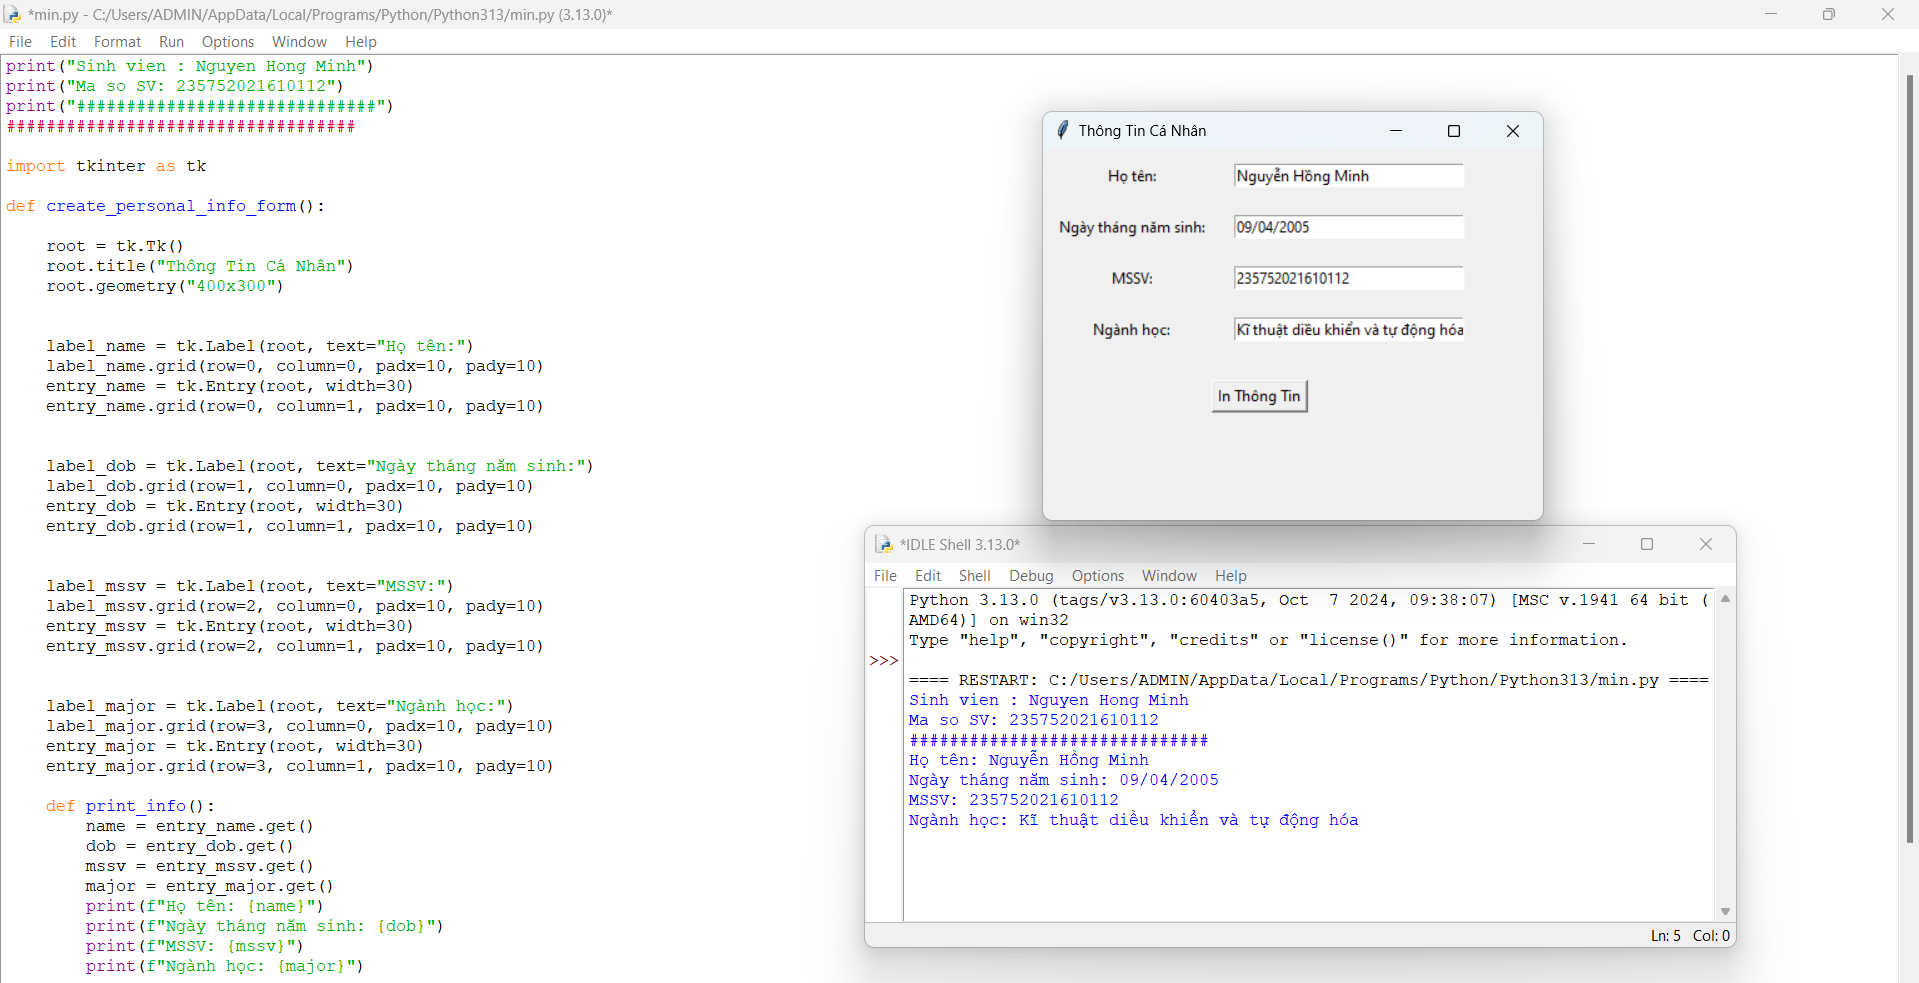 *min.py - C:/Users/ADMIN/AppData/Local/Programs/Python/Python313/min.py (3.13.0)*
File Edit Format Run Options Window Help
print("Sinh vien : Nguyen Hong Minh")
print("Ma so SV: 235752021610112")
print("##############################")
###################################
import tkinter as tk
def create_personal_info_form():
    root = tk.Tk()
    root.title("Thông Tin Cá Nhân")
    root.geometry("400x300")
    label_name = tk.Label(root, text="Họ tên:")
    label_name.grid(row=0, column=0, padx=10, pady=10)
    entry_name = tk.Entry(root, width=30)
    entry_name.grid(row=0, column=1, padx=10, pady=10)
    label_dob = tk.Label(root, text="Ngày tháng năm sinh:")
    label_dob.grid(row=1, column=0, padx=10, pady=10)
    entry_dob = tk.Entry(root, width=30)
    entry_dob.grid(row=1, column=1, padx=10, pady=10)
    label_mssv = tk.Label(root, text="MSSV:")
    label_mssv.grid(row=2, column=0, padx=10, pady=10)
    entry_mssv = tk.Entry(root, width=30)
    entry_mssv.grid(row=2, column=1, padx=10, pady=10)
    label_major = tk.Label(root, text="Ngành học:")
    label_major.grid(row=3, column=0, padx=10, pady=10)
    entry_major = tk.Entry(root, width=30)
    entry_major.grid(row=3, column=1, padx=10, pady=10)
    def print_info():
        name = entry_name.get()
        dob = entry_dob.get()
        mssv = entry_mssv.get()
        major = entry_major.get()
        print(f"Họ tên: {name}")
        print(f"Ngày tháng năm sinh: {dob}")
        print(f"MSSV: {mssv}")
        print(f"Ngành học: {major}")
Thông Tin Cá Nhân
Họ tên: Nguyễn Hồng Minh
Ngày tháng năm sinh: 09/04/2005
MSSV: 235752021610112
Ngành học: Kĩ thuật diều khiển và tự động hóa
In Thông Tin
*IDLE Shell 3.13.0*
File Edit Shell Debug Options Window Help
Python 3.13.0 (tags/v3.13.0:60403a5, Oct  7 2024, 09:38:07) [MSC v.1941 64 bit (
AMD64)] on win32
Type "help", "copyright", "credits" or "license()" for more information.
>>>
==== RESTART: C:/Users/ADMIN/AppData/Local/Programs/Python/Python313/min.py ====
Sinh vien : Nguyen Hong Minh
Ma so SV: 235752021610112
##############################
Họ tên: Nguyễn Hồng Minh
Ngày tháng năm sinh: 09/04/2005
MSSV: 235752021610112
Ngành học: Kĩ thuật diều khiển và tự động hóa
Ln: 5 Col: 0